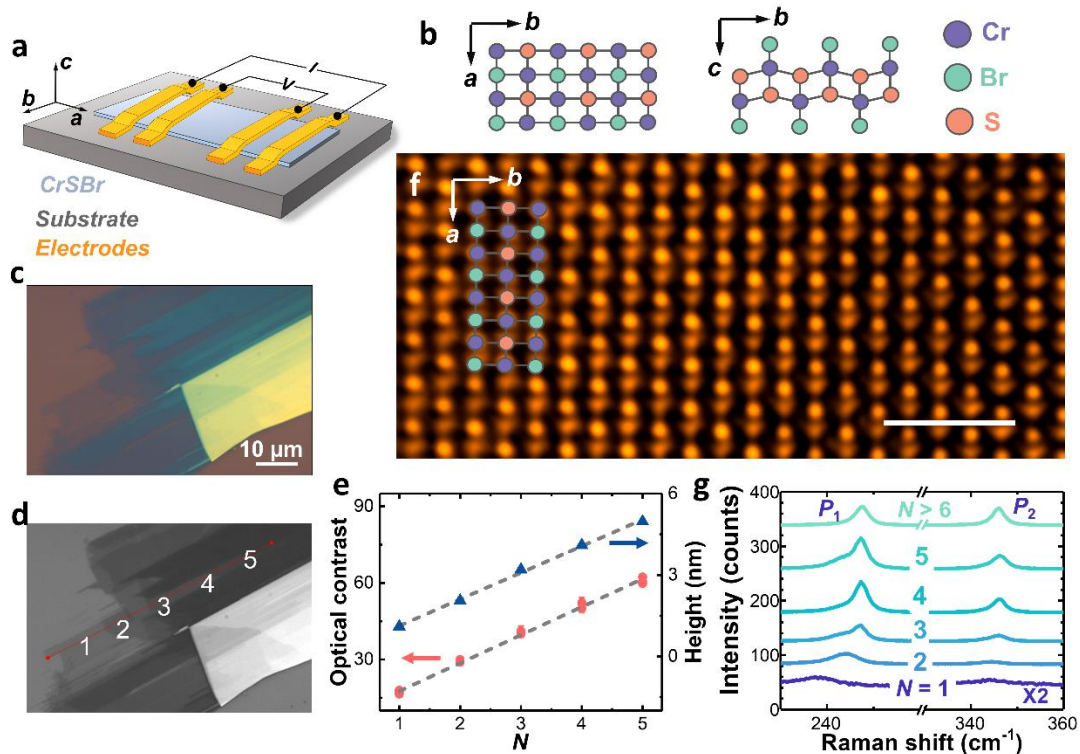 a
c
b
a
I
V
CrSBr
Substrate
Electrodes
b
b
a
b
c
Cr
Br
S
c
10 μm
d
1
2
3
4
5
e
Optical contrast
90
60
30
1
2
3
4
5
N
6
3
0
Height (nm)
f
b
a
g
Intensity (counts)
400
300
200
100
0
P1
N > 6
P2
5
4
3
2
N = 1
X2
240
340
360
Raman shift (cm-1)